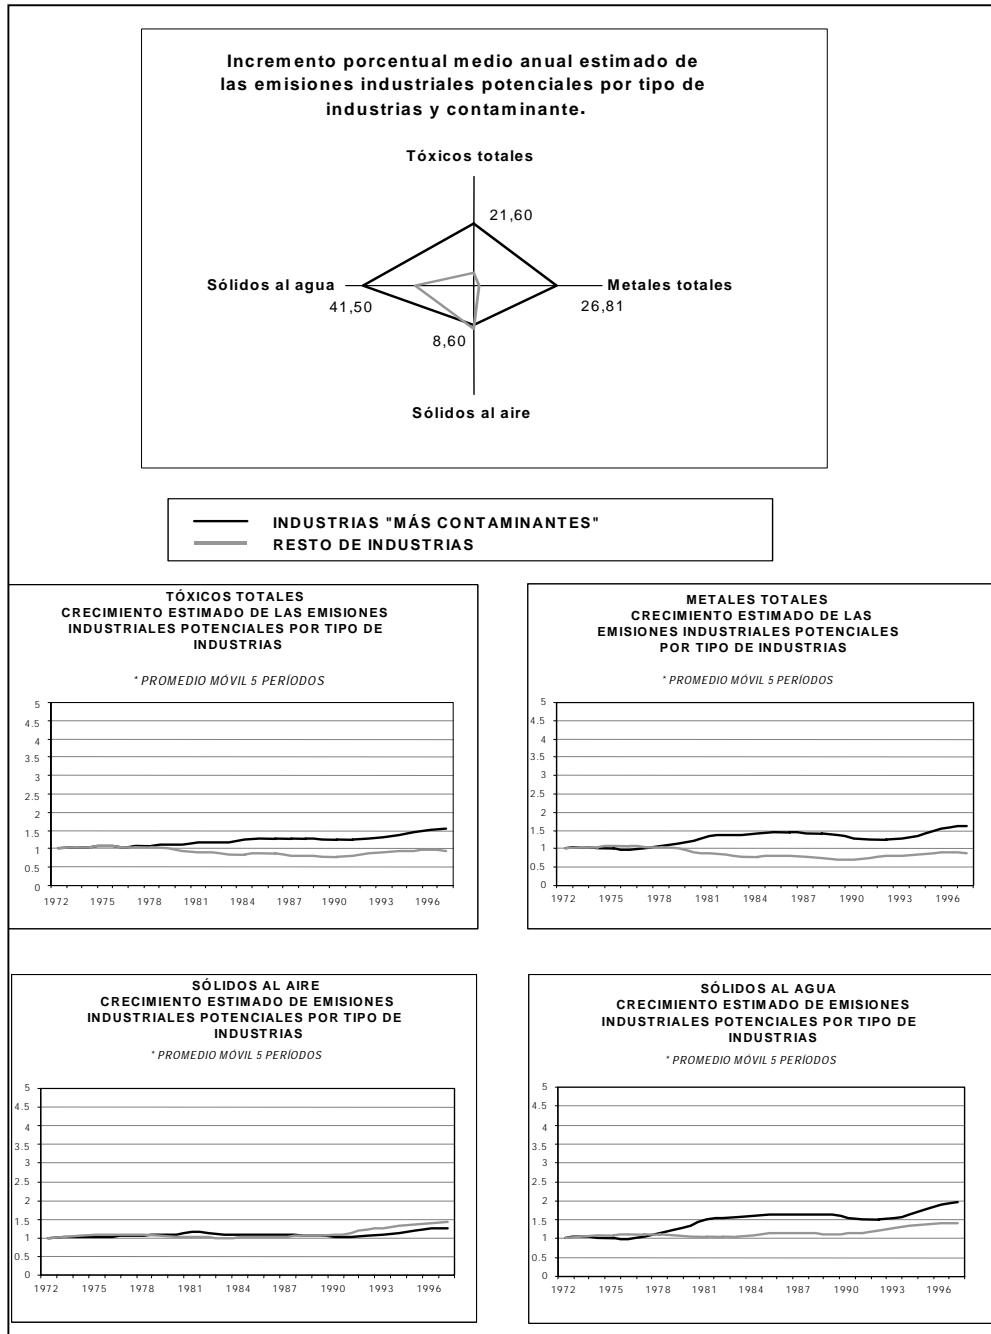 Incremento porcentual medio anual estimado de
las emisiones industriales potenciales por tipo de
industrias y contaminante.
Tóxicos totales
21,60
Sólidos al agua
Metales totales
41,50
26,81
8,60
Sólidos al aire
INDUSTRIAS "MÁS CONTAMINANTES"
RESTO DE INDUSTRIAS
TÓXICOS TOTALES
CRECIMIENTO ESTIMADO DE LAS EMISIONES
INDUSTRIALES POTENCIALES POR TIPO DE
INDUSTRIAS
* PROMEDIO MÓVIL 5 PERÍODOS
5
4.5
4
3.5
3
2.5
2
1.5
1
0.5
0
1972 1975 1978 1981 1984 1987 1990 1993 1996
METALES TOTALES
CRECIMIENTO ESTIMADO DE LAS
EMISIONES INDUSTRIALES POTENCIALES
POR TIPO DE INDUSTRIAS
* PROMEDIO MÓVIL 5 PERÍODOS
5
4.5
4
3.5
3
2.5
2
1.5
1
0.5
0
1972 1975 1978 1981 1984 1987 1990 1993 1996
SÓLIDOS AL AIRE
CRECIMIENTO ESTIMADO DE EMISIONES
INDUSTRIALES POTENCIALES POR TIPO DE
INDUSTRIAS
* PROMEDIO MÓVIL 5 PERÍODOS
5
4.5
4
3.5
3
2.5
2
1.5
1
0.5
0
1972 1975 1978 1981 1984 1987 1990 1993 1996
SÓLIDOS AL AGUA
CRECIMIENTO ESTIMADO DE EMISIONES
INDUSTRIALES POTENCIALES POR TIPO DE
INDUSTRIAS
* PROMEDIO MÓVIL 5 PERÍODOS
5
4.5
4
3.5
3
2.5
2
1.5
1
0.5
0
1972 1975 1978 1981 1984 1987 1990 1993 1996